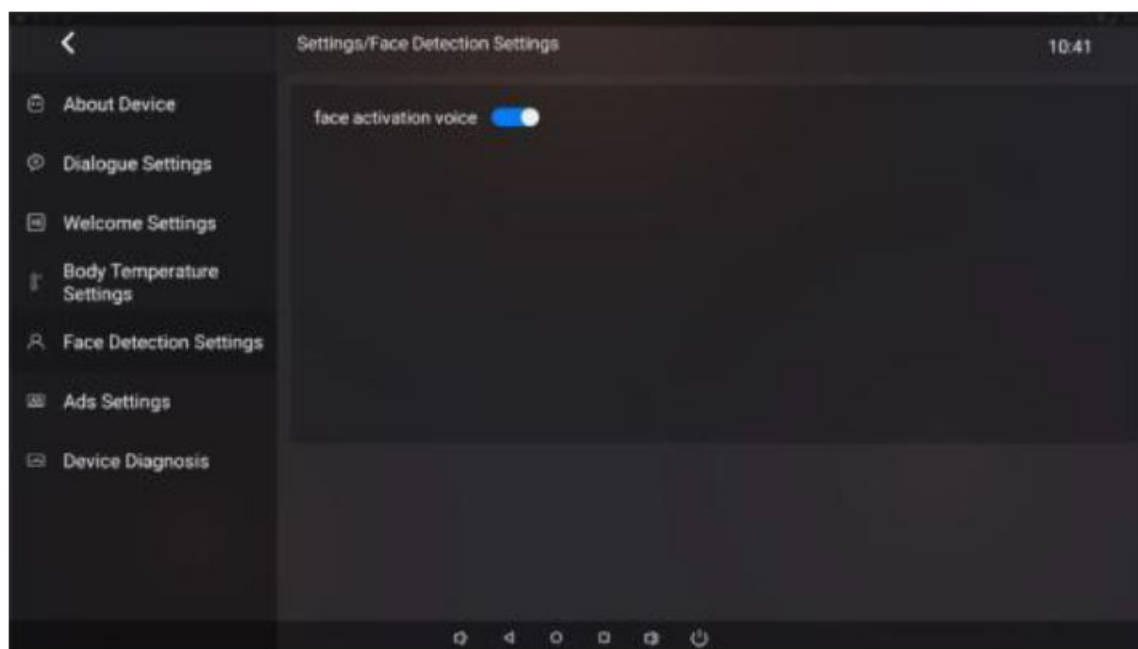 Settings/Face Detection Settings
10:41
About Device
Dialogue Settings
Welcome Settings
Body Temperature
Settings
Face Detection Settings
Ads Settings
Device Diagnosis
face activation voice